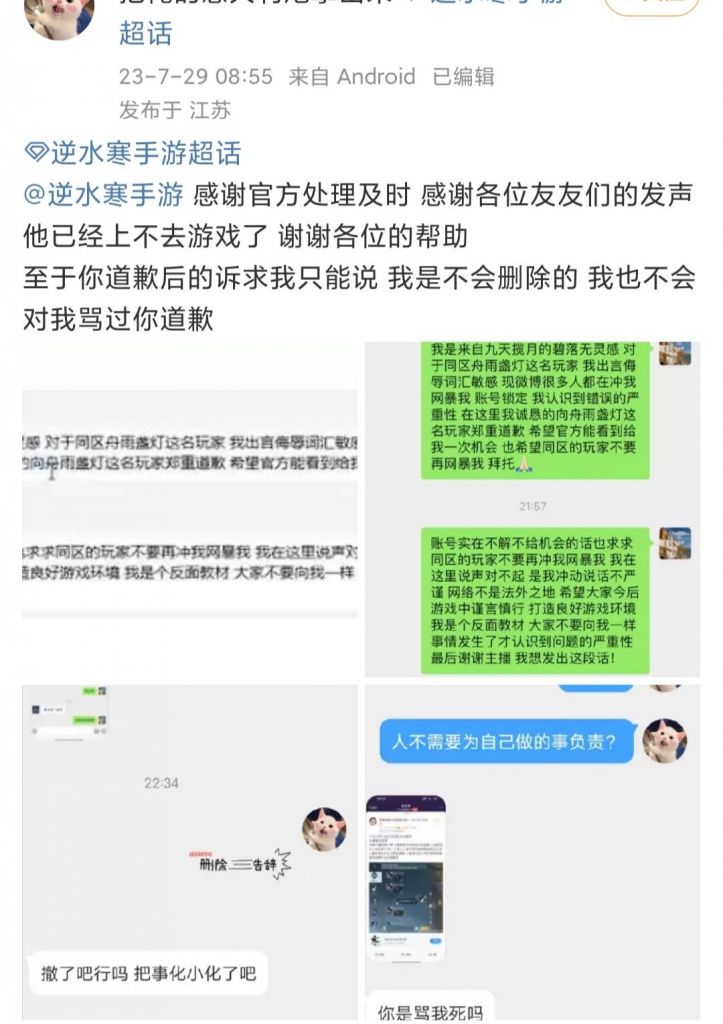 超话
23-7-29 08:55 来自 Android 已编辑
发布于 江苏
逆水寒手游超话
@逆水寒手游 感谢官方处理及时 感谢各位友友们的发声
他已经上不去游戏了 谢谢各位的帮助
至于你道歉后的诉求我只能说 我是不会删除的 我也不会
对我骂过你道歉
感 对于同区舟雨盏灯这名玩家 我出言侮辱词汇敏感
向舟雨盏灯这名玩家郑重道歉 希望官方能看到给我
求求同区的玩家不要再冲我网暴我 我在这里说声对
造良好游戏环境 我是个反面教材 大家不要向我一样
我是来自九天揽月的碧落无灵感 对
于同区舟雨盏灯这名玩家 我出言侮
辱词汇敏感 现微博很多人都在冲我
网暴我 账号锁定 我认识到错误的严
重性 在这里我诚恳的向舟雨盏灯这
名玩家郑重道歉 希望官方能看到给
我一次机会 也希望同区的玩家不要
再网暴我 拜托🙏
21:57
账号实在不解不给机会的话也求求
同区的玩家不要再冲我网暴我 我在
这里说声对不起 是我冲动说话不严
谨 网络不是法外之地 希望大家今后
游戏中谨言慎行 打造良好游戏环境
我是个反面教材 大家不要向我一样
事情发生了才认识到问题的严重性
最后谢谢主播 我想发出这段话！
22:34
delete
删除 告辞
撤了吧行吗 把事化小化了吧
人不需要为自己做的事负责？
你是骂我死吗